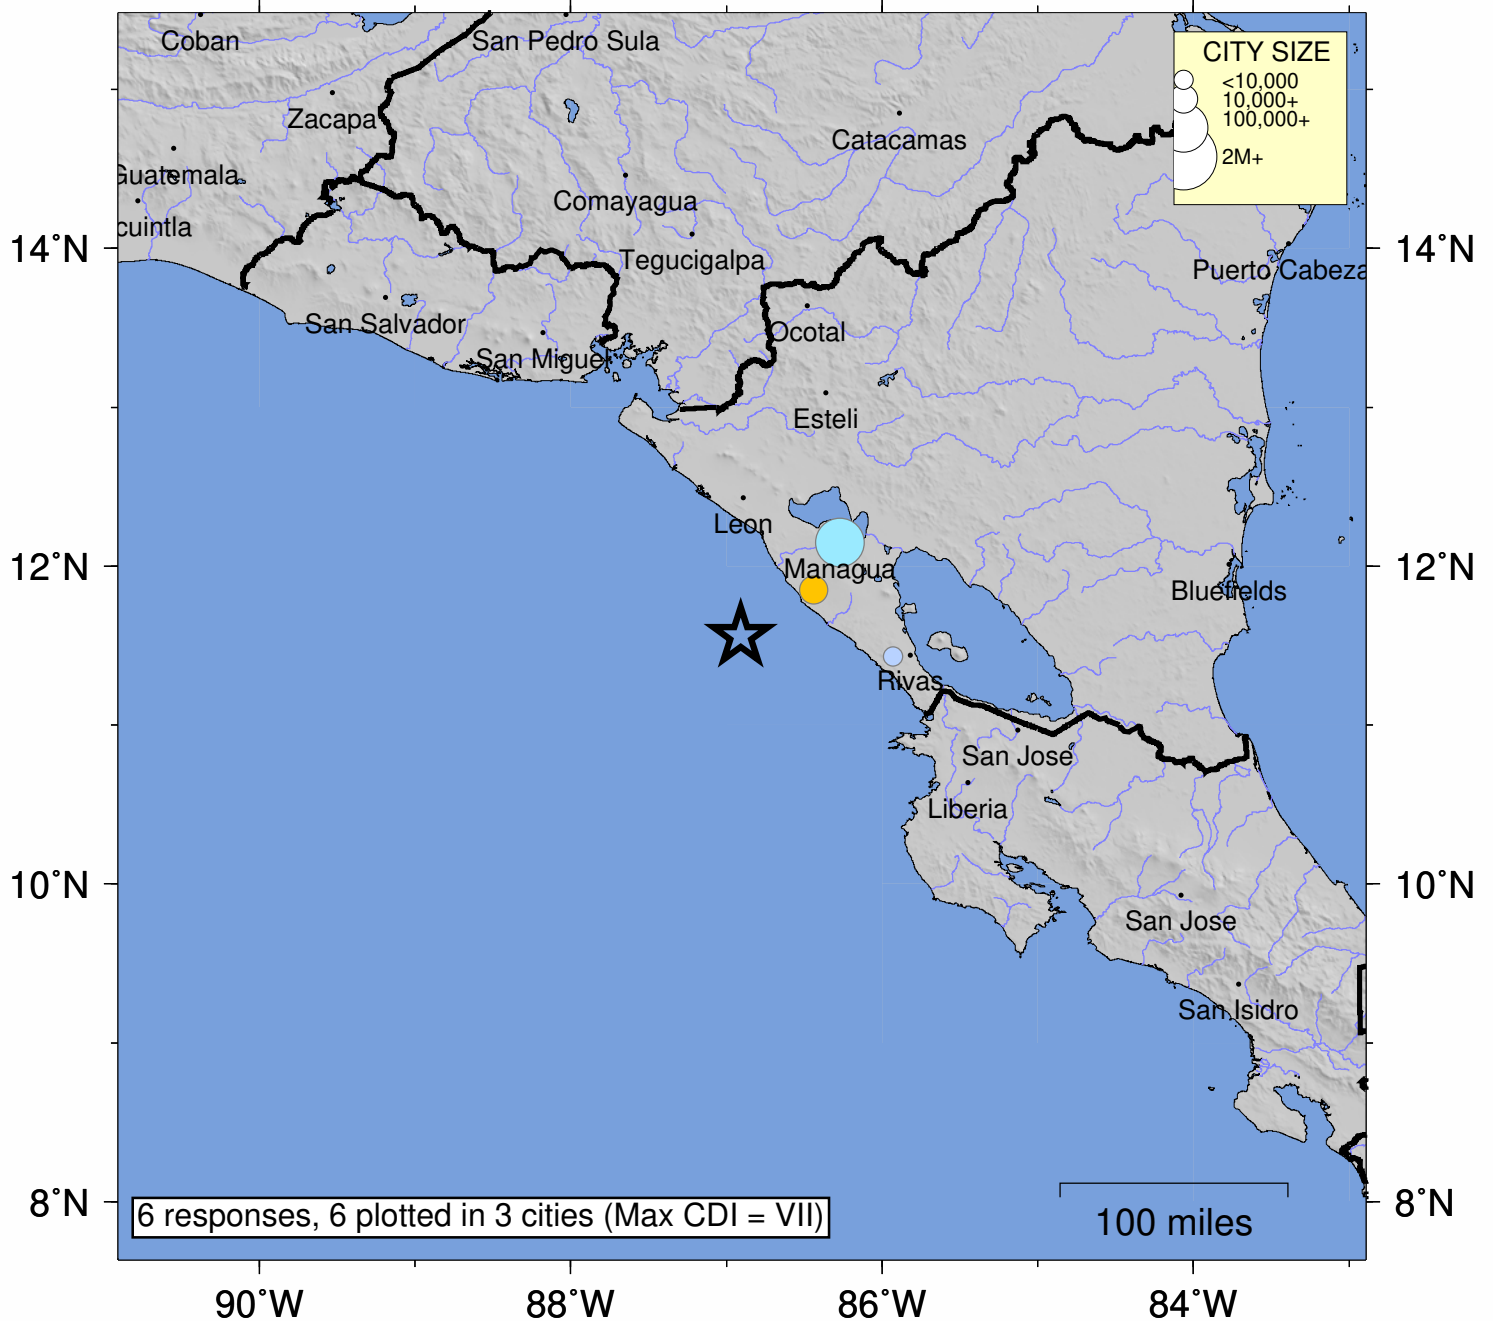 Coban
San Pedro Sula
CITY SIZE
<10,000
10,000+
100,000+
2M+
Zacapa
Catacamas
Guatemala
Comayagua
cuintla
14°N
Tegucigalpa
14°N
Puerto Cabeza
San Salvador
Ocotal
San Miguel
Esteli
Leon
12°N
Managua
12°N
Bluefields
Rivas
San Jose
Liberia
10°N
10°N
San Jose
San Isidro
8°N
6 responses, 6 plotted in 3 cities (Max CDI = VII)
100 miles
8°N
90°W
88°W
86°W
84°W